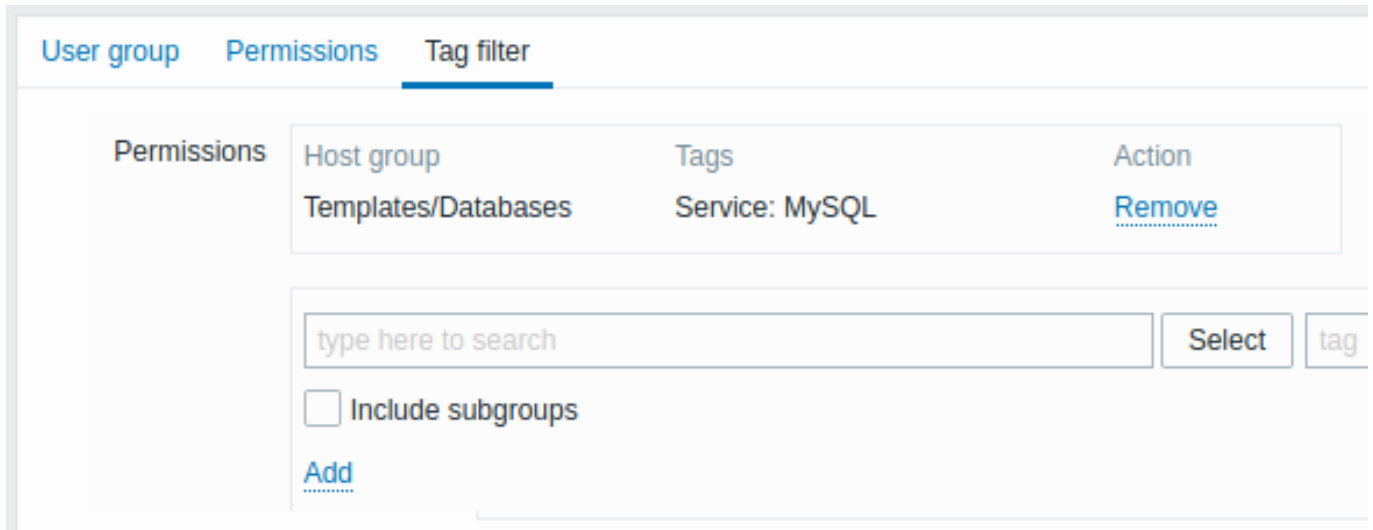 User group Permissions Tag filter
Permissions Host group Tags Action
Templates/Databases Service: MySQL Remove
type here to search Select tag
Include subgroups
Add